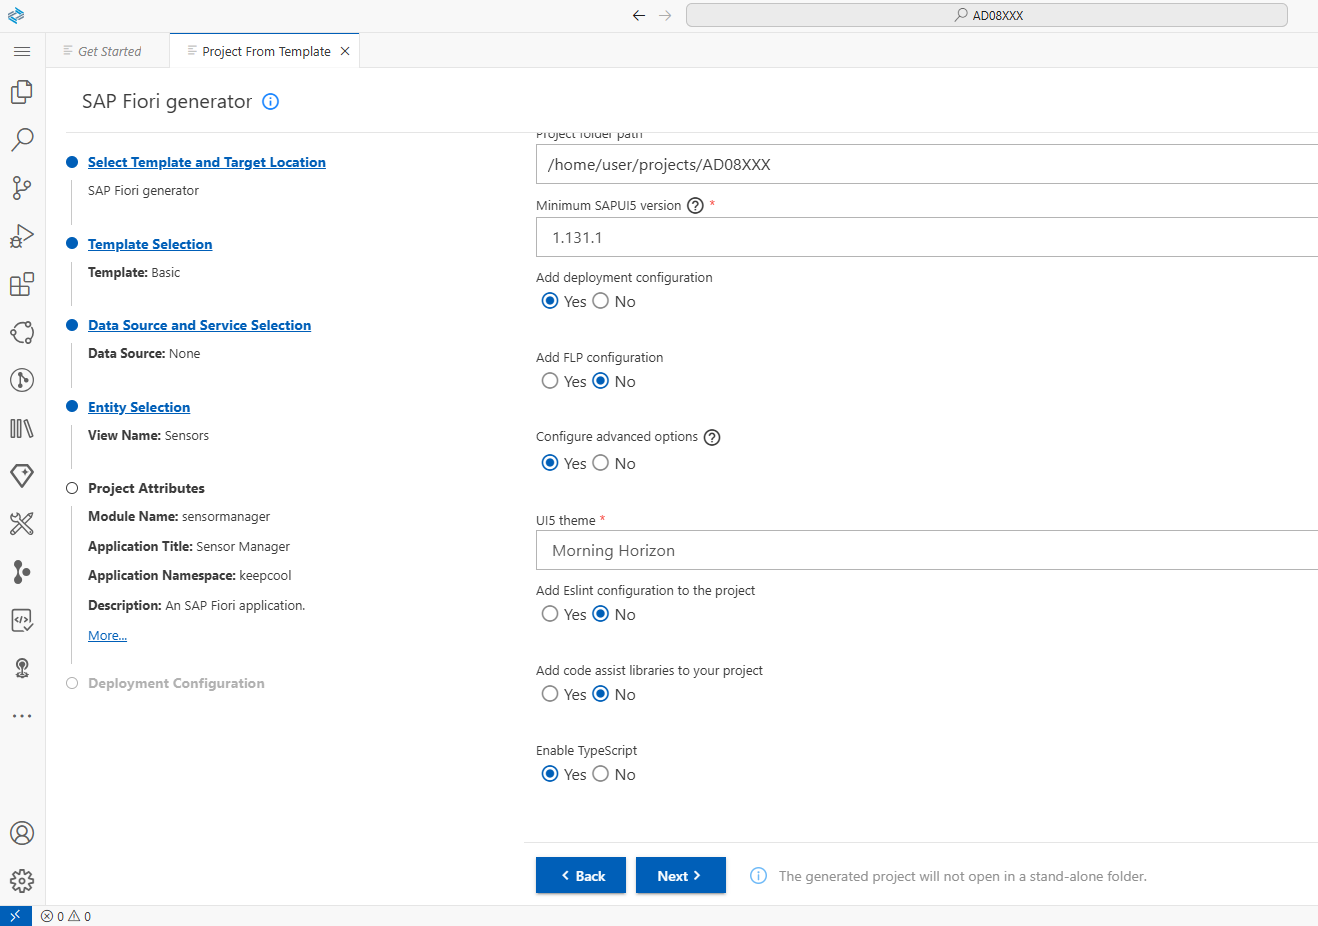 AD08XXX
Get Started
Project From Template
SAP Fiori generator
Select Template and Target Location
SAP Fiori generator
Template Selection
Template: Basic
Data Source and Service Selection
Data Source: None
Entity Selection
View Name: Sensors
Project Attributes
Module Name: sensormanager
Application Title: Sensor Manager
Application Namespace: keepcool
Description: An SAP Fiori application.
More...
Deployment Configuration
Project folder path
/home/user/projects/AD08XXX
Minimum SAPUI5 version *
1.131.1
Add deployment configuration
Yes No
Add FLP configuration
Yes No
Configure advanced options
Yes No
UI5 theme *
Morning Horizon
Add Eslint configuration to the project
Yes No
Add code assist libraries to your project
Yes No
Enable TypeScript
Yes No
Back
Next
The generated project will not open in a stand-alone folder.
0 0